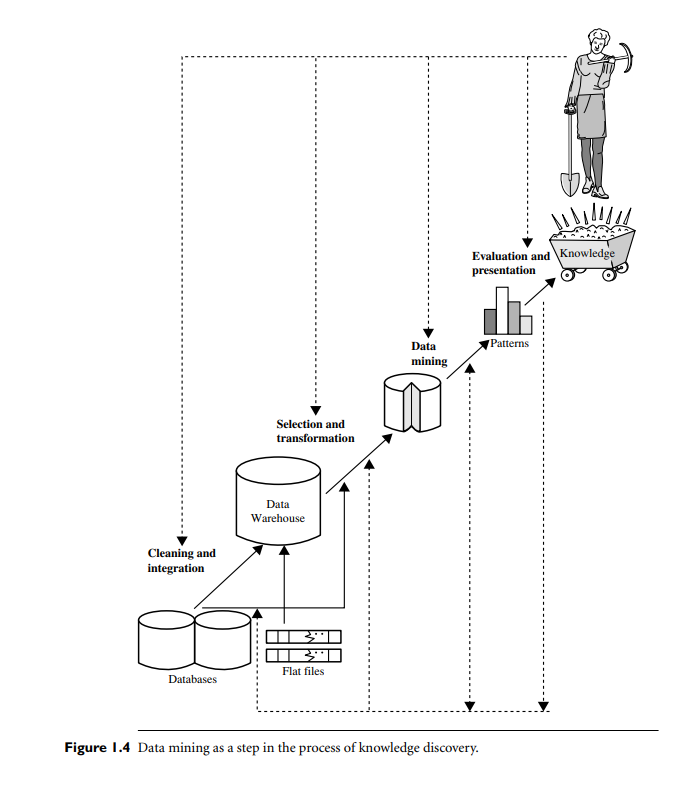 Evaluation and
presentation
Knowledge
Patterns
Data
mining
Selection and
transformation
Data
Warehouse
Cleaning and
integration
Databases
Flat files
Figure 1.4 Data mining as a step in the process of knowledge discovery.